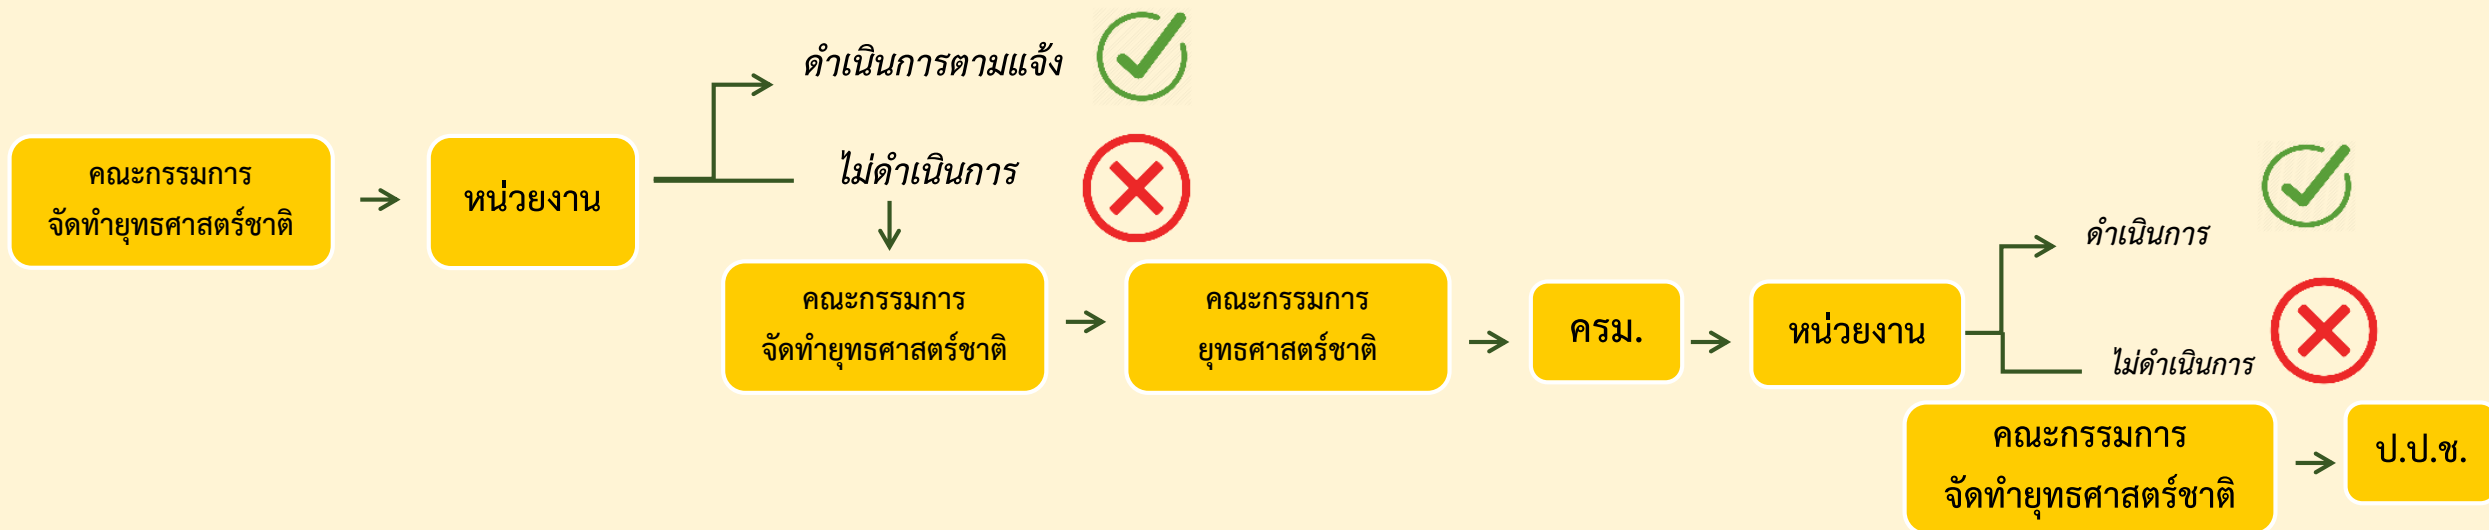 คณะกรรมการ
จัดทำยุทธศาสตร์ชาติ
หน่วยงาน
ดำเนินการตามแจ้ง
ไม่ดำเนินการ
คณะกรรมการ
จัดทำยุทธศาสตร์ชาติ
คณะกรรมการ
ยุทธศาสตร์ชาติ
ครม.
หน่วยงาน
ดำเนินการ
ไม่ดำเนินการ
คณะกรรมการ
จัดทำยุทธศาสตร์ชาติ
ป.ป.ช.